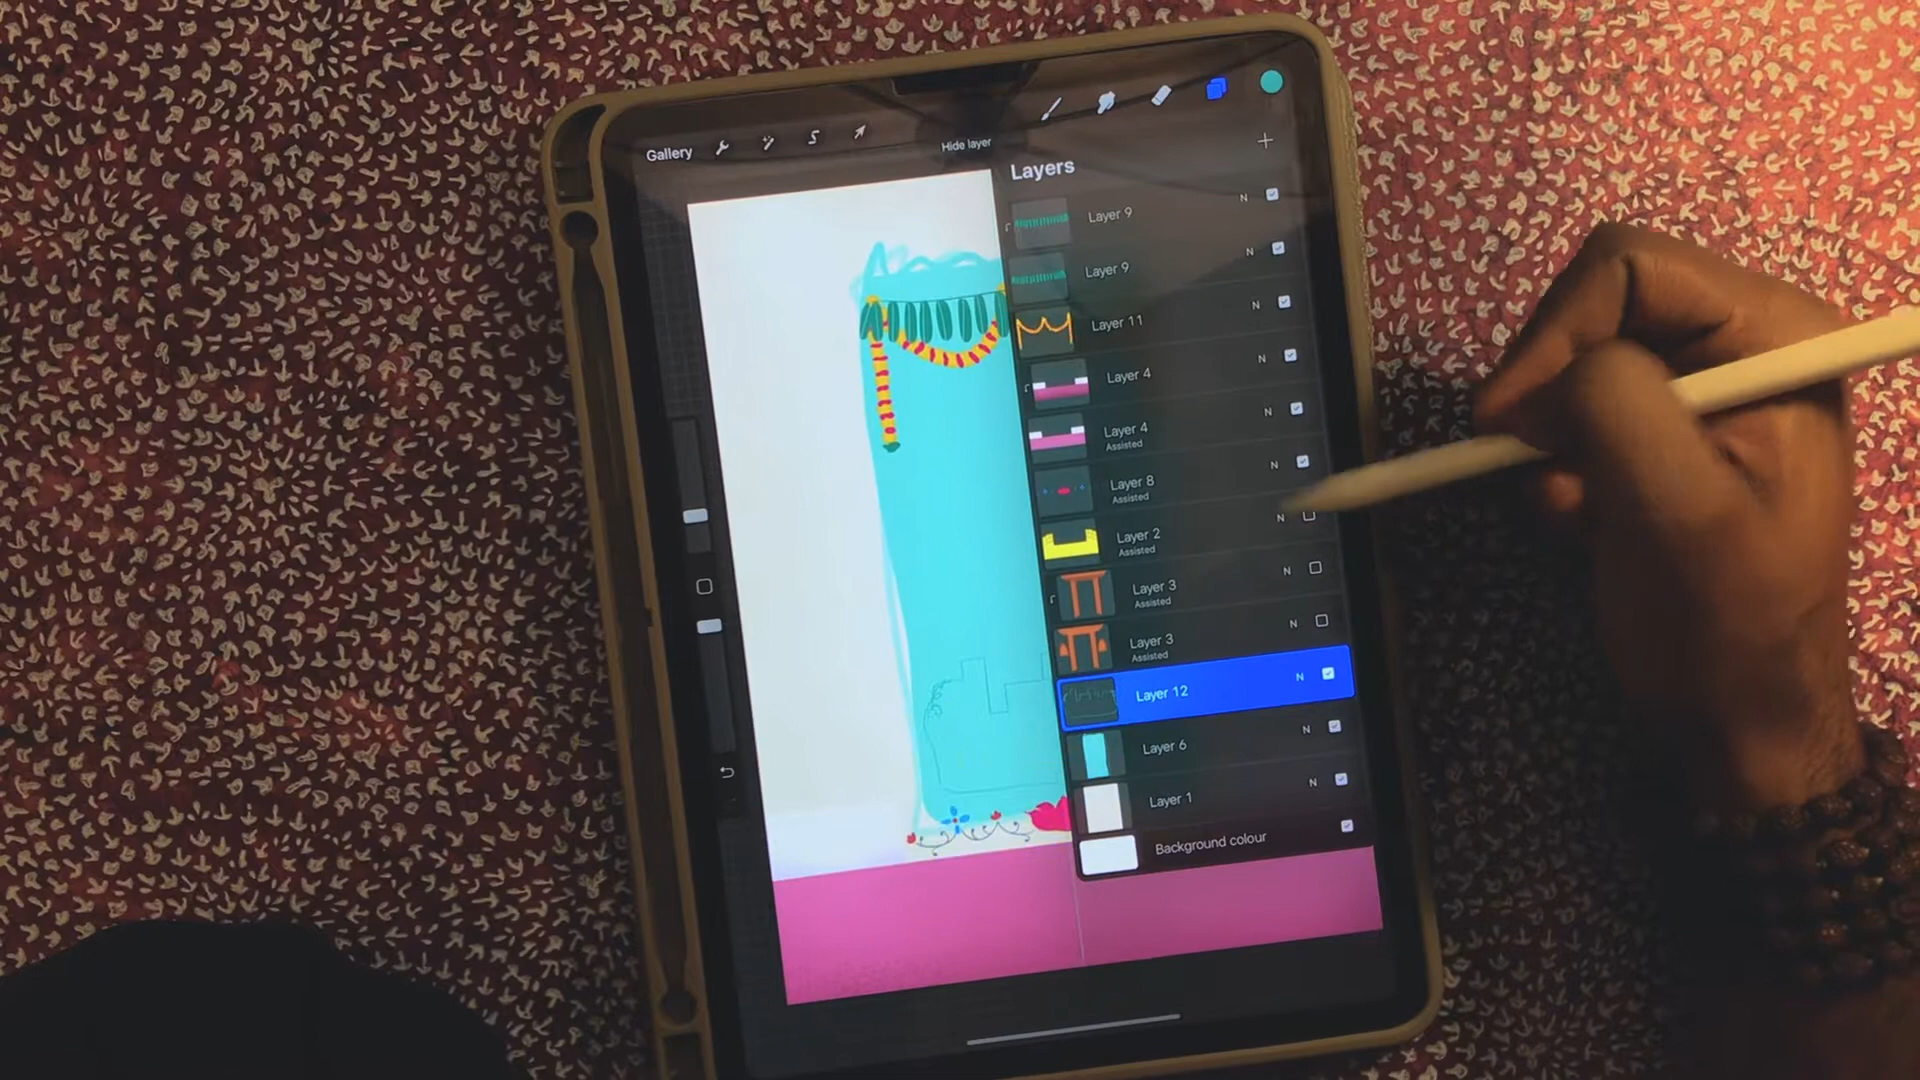 Gallery
Hide layer
Layers
Layer 9 N
Layer 9 N
Layer 11 N
Layer 4 N
Layer 4 N
Assisted
Layer 8 N
Assisted
Layer 2 N
Assisted
Layer 3 N
Assisted
Layer 3 N
Assisted
Layer 12 N
Layer 6 N
Layer 1 N
Background colour